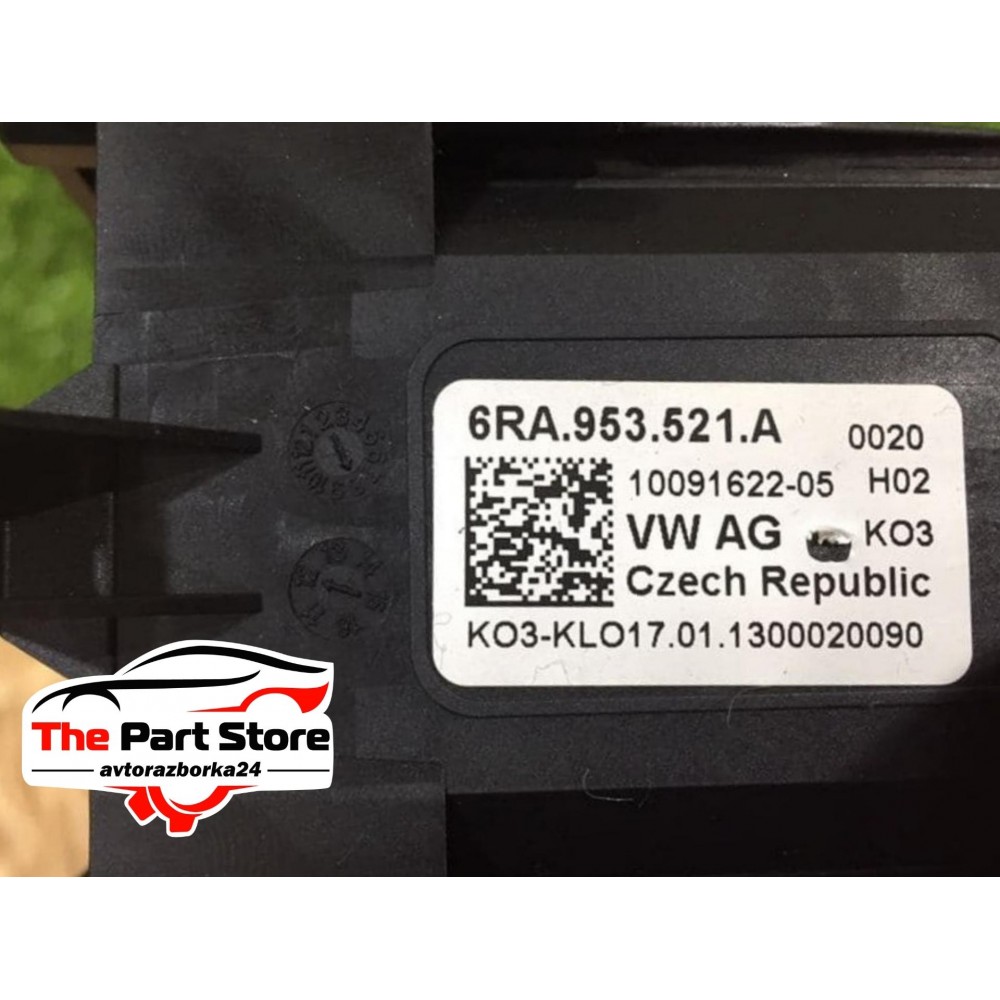 6RA.953.521.A 0020
10091622-05 H02
VW AG KO3
Czech Republic
KO3-KLO17.01.1300020090
The Part Store
avtorazborka24